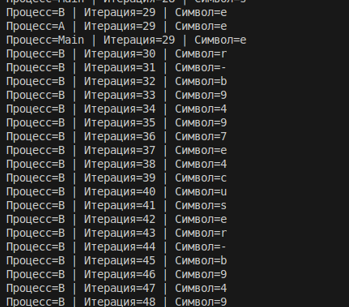 Процесс=Main | Итерация=28 | Символ=s
Процесс=B | Итерация=29 | Символ=e
Процесс=A | Итерация=29 | Символ=e
Процесс=Main | Итерация=29 | Символ=e
Процесс=B | Итерация=30 | Символ=r
Процесс=B | Итерация=31 | Символ=-
Процесс=B | Итерация=32 | Символ=b
Процесс=B | Итерация=33 | Символ=9
Процесс=B | Итерация=34 | Символ=4
Процесс=B | Итерация=35 | Символ=9
Процесс=B | Итерация=36 | Символ=7
Процесс=B | Итерация=37 | Символ=e
Процесс=B | Итерация=38 | Символ=4
Процесс=B | Итерация=39 | Символ=c
Процесс=B | Итерация=40 | Символ=u
Процесс=B | Итерация=41 | Символ=s
Процесс=B | Итерация=42 | Символ=e
Процесс=B | Итерация=43 | Символ=r
Процесс=B | Итерация=44 | Символ=-
Процесс=B | Итерация=45 | Символ=b
Процесс=B | Итерация=46 | Символ=9
Процесс=B | Итерация=47 | Символ=4
Процесс=B | Итерация=48 | Символ=9